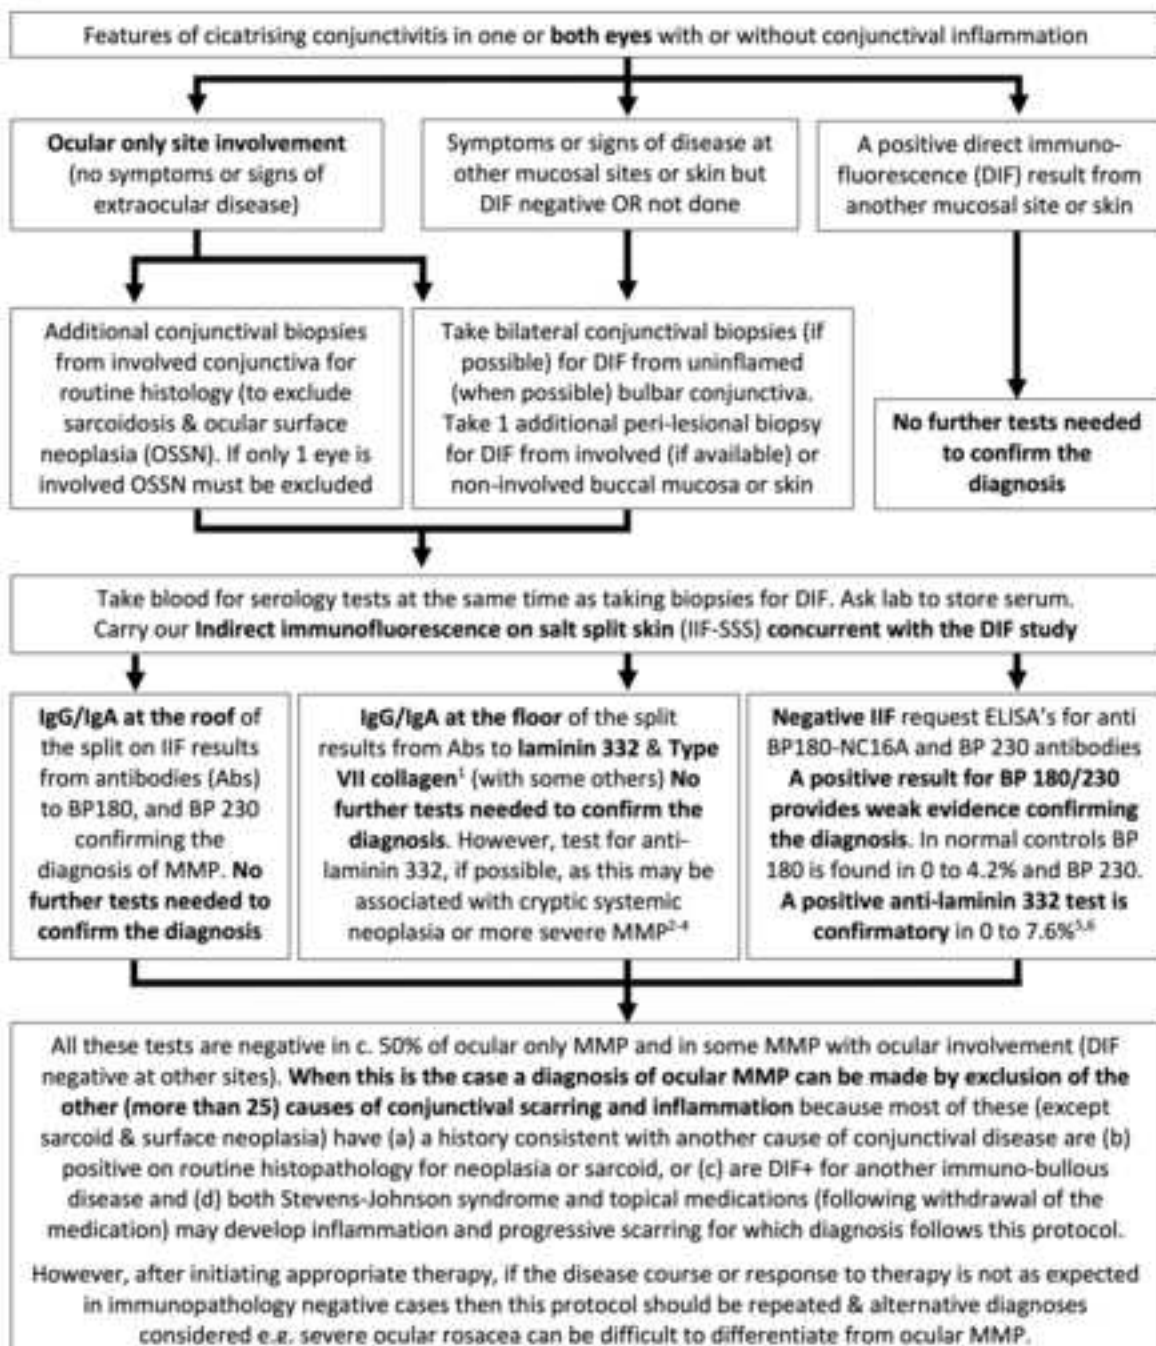 Features of cicatrising conjunctivitis in one or both eyes with or without conjunctival inflammation
Ocular only site involvement
(no symptoms or signs of
extraocular disease)
Symptoms or signs of disease at
other mucosal sites or skin but
DIF negative OR not done
A positive direct immuno-
fluorescence (DIF) result from
another mucosal site or skin
Additional conjunctival biopsies
from involved conjunctiva for
routine histology (to exclude
sarcoidosis & ocular surface
neoplasia (OSSN). If only 1 eye is
involved OSSN must be excluded
Take bilateral conjunctival biopsies (if
possible) for DIF from uninflamed
(when possible) bulbar conjunctiva.
Take 1 additional peri-lesional biopsy
for DIF from involved (if available) or
non-involved buccal mucosa or skin
No further tests needed
to confirm the
diagnosis
Take blood for serology tests at the same time as taking biopsies for DIF. Ask lab to store serum.
Carry our Indirect immunofluorescence on salt split skin (IIF-SSS) concurrent with the DIF study
IgG/IgA at the roof of
the split on IIF results
from antibodies (Abs)
to BP180, and BP 230
confirming the
diagnosis of MMP. No
further tests needed to
confirm the diagnosis
IgG/IgA at the floor of the split
results from Abs to laminin 332 & Type
VII collagen¹ (with some others) No
further tests needed to confirm the
diagnosis. However, test for anti-
laminin 332, if possible, as this may be
associated with cryptic systemic
neoplasia or more severe MMP²⁻⁴
Negative IIF request ELISA's for anti
BP180-NC16A and BP 230 antibodies
A positive result for BP 180/230
provides weak evidence confirming
the diagnosis. In normal controls BP
180 is found in 0 to 4.2% and BP 230.
A positive anti-laminin 332 test is
confirmatory in 0 to 7.6%⁵,⁶
All these tests are negative in c. 50% of ocular only MMP and in some MMP with ocular involvement (DIF
negative at other sites). When this is the case a diagnosis of ocular MMP can be made by exclusion of the
other (more than 25) causes of conjunctival scarring and inflammation because most of these (except
sarcoid & surface neoplasia) have (a) a history consistent with another cause of conjunctival disease are (b)
positive on routine histopathology for neoplasia or sarcoid, or (c) are DIF+ for another immuno-bullous
disease and (d) both Stevens-Johnson syndrome and topical medications (following withdrawal of the
medication) may develop inflammation and progressive scarring for which diagnosis follows this protocol.
However, after initiating appropriate therapy, if the disease course or response to therapy is not as expected
in immunopathology negative cases then this protocol should be repeated & alternative diagnoses
considered e.g. severe ocular rosacea can be difficult to differentiate from ocular MMP.